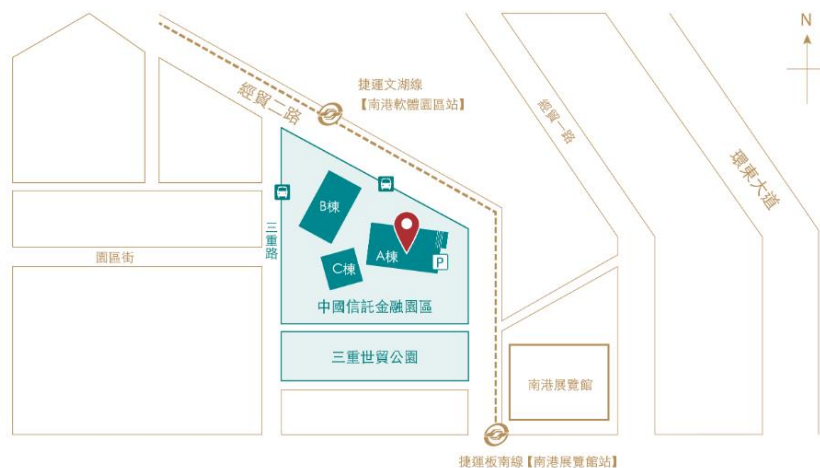 N
捷運文湖線
【南港軟體園區站】
經貿二路
經貿一路
環東大道
B棟
三重路
A棟
P
C棟
園區街
中國信託金融園區
三重世貿公園
南港展覽館
捷運板南線【南港展覽館站】